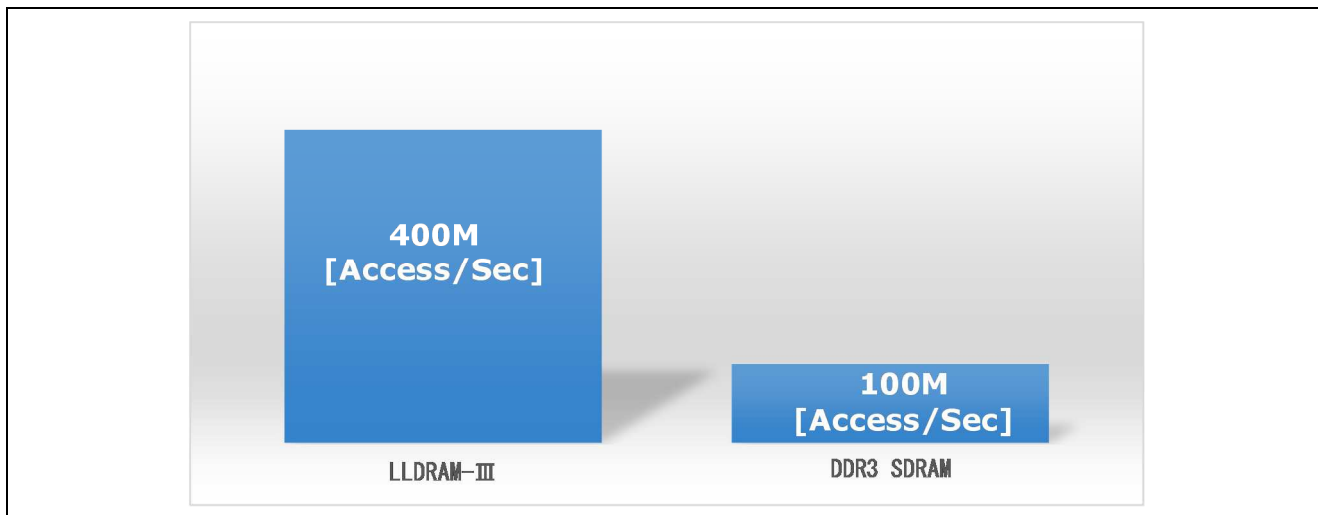 400M
[Access/Sec]
100M
[Access/Sec]
LLDRAM-Ⅲ
DDR3 SDRAM